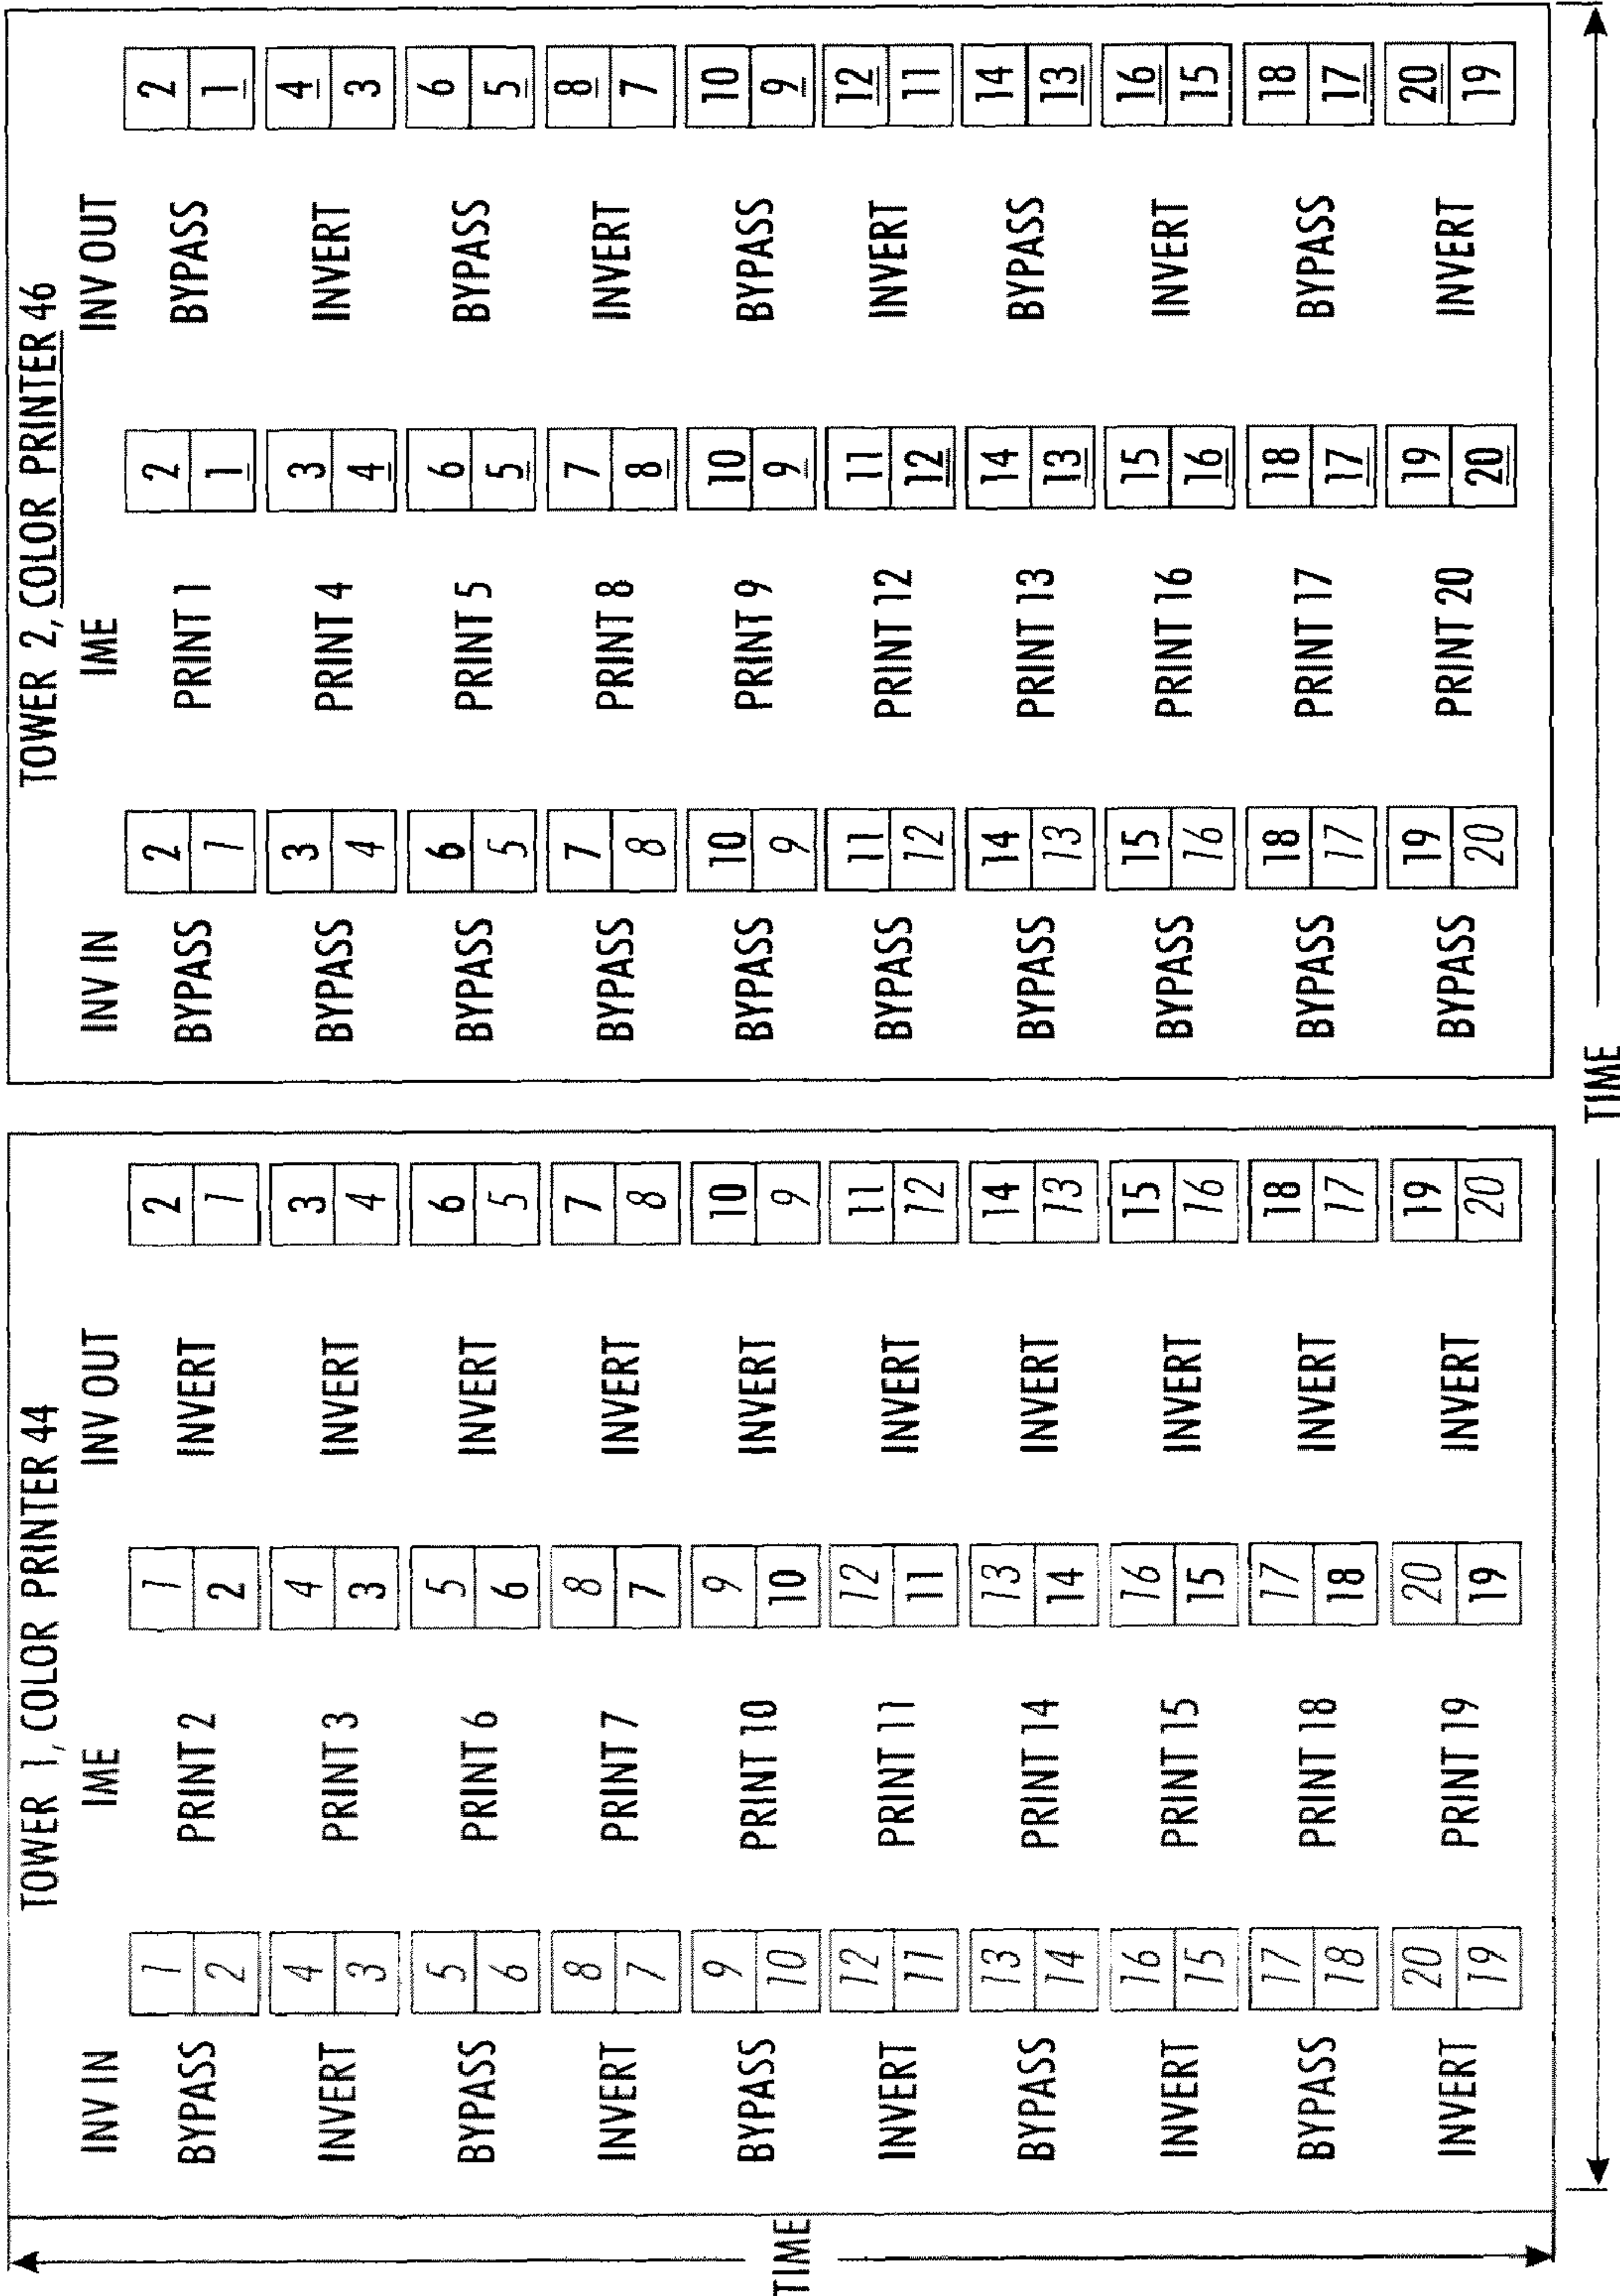 TOWER 1, COLOR PRINTER 44
INV IN IME INV OUT
BYPASS 1 2 PRINT 2 1 2 INVERT 2 1
INVERT 4 3 PRINT 3 4 3 INVERT 3 4
BYPASS 5 6 PRINT 6 5 6 INVERT 6 5
INVERT 8 7 PRINT 7 8 7 INVERT 7 8
BYPASS 9 10 PRINT 10 9 10 INVERT 10 9
INVERT 12 11 PRINT 11 12 11 INVERT 11 12
BYPASS 13 14 PRINT 14 13 14 INVERT 14 13
INVERT 16 15 PRINT 15 16 15 INVERT 15 16
BYPASS 17 18 PRINT 18 17 18 INVERT 18 17
INVERT 20 19 PRINT 19 20 19 INVERT 19 20
TOWER 2, COLOR PRINTER 46
INV IN IME INV OUT
BYPASS 2 1 PRINT 1 2 1 BYPASS 2 1
BYPASS 3 4 PRINT 4 3 4 INVERT 4 3
BYPASS 6 5 PRINT 5 6 5 BYPASS 6 5
BYPASS 7 8 PRINT 8 7 8 INVERT 8 7
BYPASS 10 9 PRINT 9 10 9 BYPASS 10 9
BYPASS 11 12 PRINT 12 11 12 INVERT 12 11
BYPASS 14 13 PRINT 13 14 13 BYPASS 14 13
BYPASS 15 16 PRINT 16 15 16 INVERT 16 15
BYPASS 18 17 PRINT 17 18 17 BYPASS 18 17
BYPASS 19 20 PRINT 20 19 20 INVERT 20 19
TIME
TIME